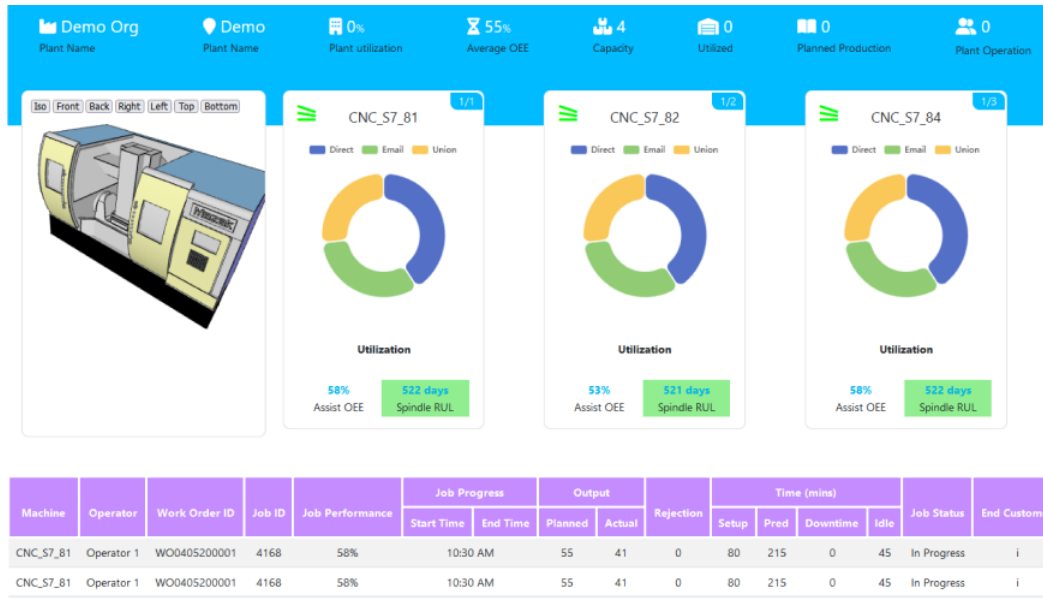 Demo Org
Plant Name
Demo
Plant Name
0%
Plant utilization
55%
Average OEE
4
Capacity
0
Utilized
0
Planned Production
0
Plant Operation
Iso Front Back Right Left Top Bottom
Mazak
1/1
CNC_S7_81
Direct Email Union
Utilization
58% 522 days
Assist OEE Spindle RUL
1/2
CNC_S7_82
Direct Email Union
Utilization
53% 521 days
Assist OEE Spindle RUL
1/3
CNC_S7_84
Direct Email Union
Utilization
58% 522 days
Assist OEE Spindle RUL
Job Progress Output Time (mins)
Machine Operator Work Order ID Job ID Job Performance Rejection Job Status End Custom
Start Time End Time Planned Actual Setup Pred Downtime Idle
CNC_S7_81 Operator 1 WO0405200001 4168 58% 10:30 AM 55 41 0 80 215 0 45 In Progress i
CNC_S7_81 Operator 1 WO0405200001 4168 58% 10:30 AM 55 41 0 80 215 0 45 In Progress i